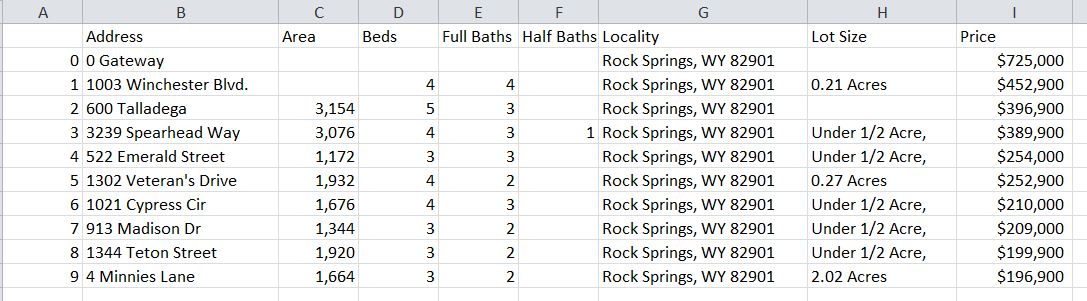 A B C D E F G H I
Address Area Beds Full Baths Half Baths Locality Lot Size Price
0 0 Gateway Rock Springs, WY 82901 $725,000
1 1003 Winchester Blvd. 4 4 Rock Springs, WY 82901 0.21 Acres $452,900
2 600 Talladega 3,154 5 3 Rock Springs, WY 82901 $396,900
3 3239 Spearhead Way 3,076 4 3 1 Rock Springs, WY 82901 Under 1/2 Acre, $389,900
4 522 Emerald Street 1,172 3 3 Rock Springs, WY 82901 Under 1/2 Acre, $254,000
5 1302 Veteran's Drive 1,932 4 2 Rock Springs, WY 82901 0.27 Acres $252,900
6 1021 Cypress Cir 1,676 4 3 Rock Springs, WY 82901 Under 1/2 Acre, $210,000
7 913 Madison Dr 1,344 3 2 Rock Springs, WY 82901 Under 1/2 Acre, $209,000
8 1344 Teton Street 1,920 3 2 Rock Springs, WY 82901 Under 1/2 Acre, $199,900
9 4 Minnies Lane 1,664 3 2 Rock Springs, WY 82901 2.02 Acres $196,900